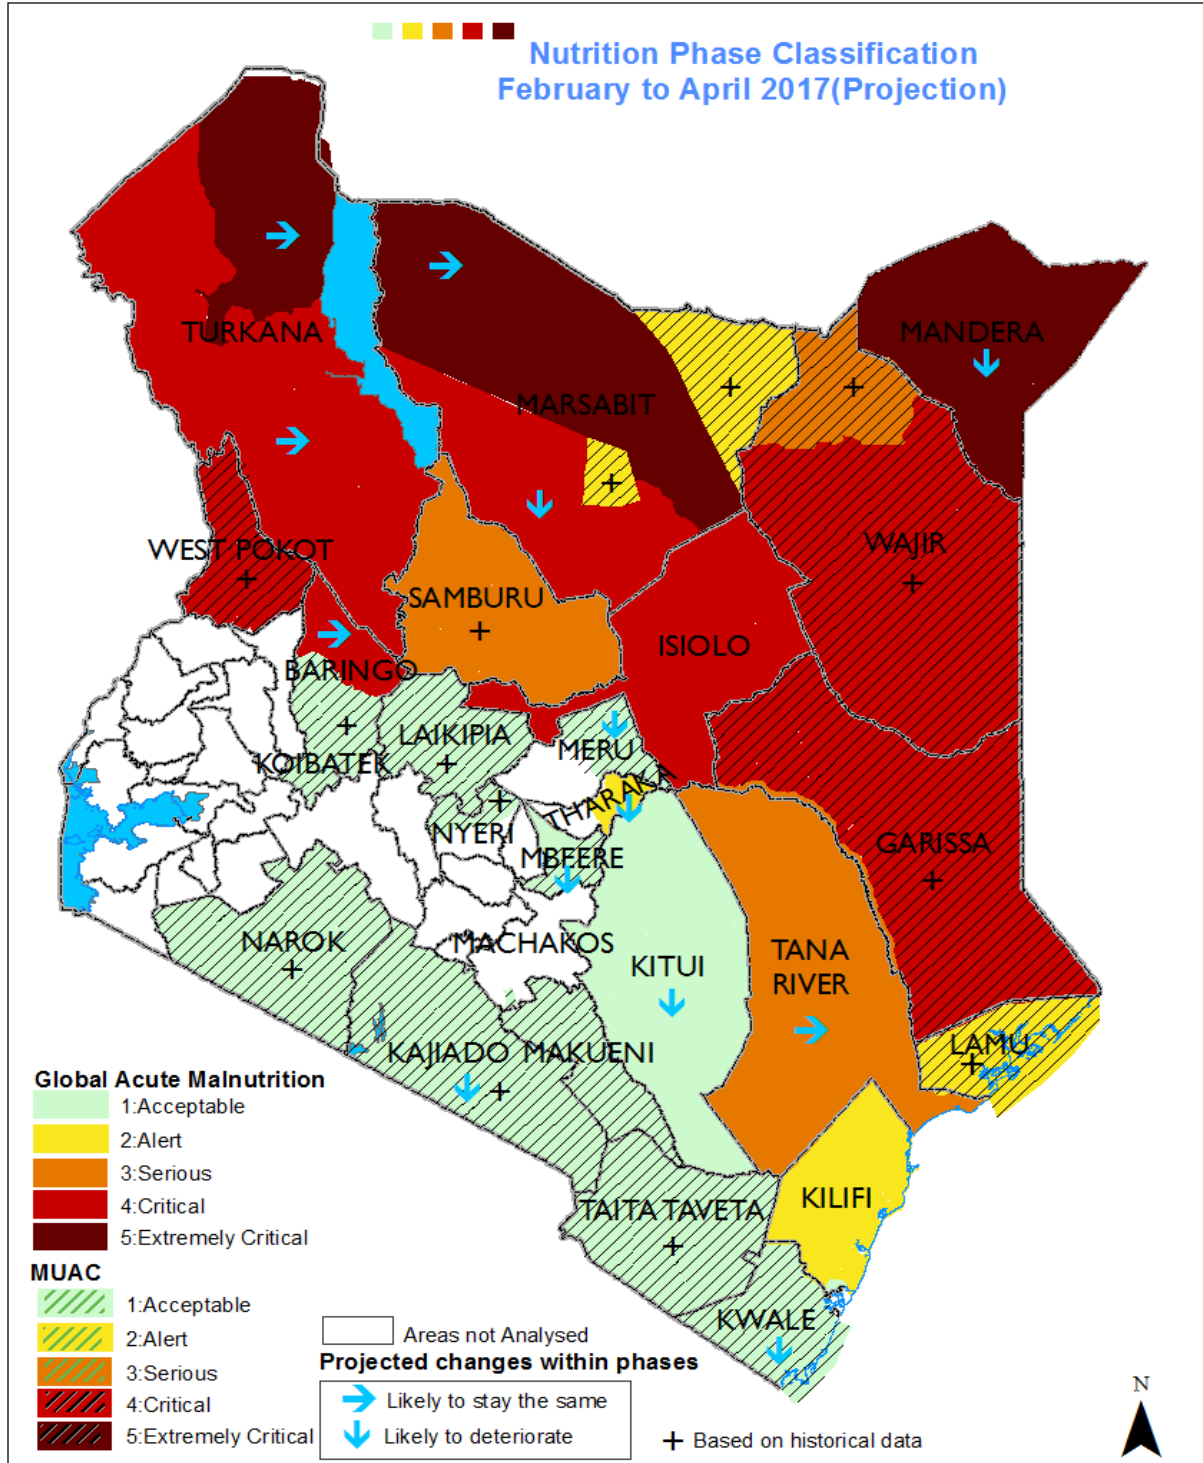 Nutrition Phase Classification
February to April 2017(Projection)
MANDERA
TURKANA
MARSABIT
WAJIR
WEST POKOT
SAMBURU
ISIOLO
BARINGO
LAIKIPIA
MERU
KOIBATEK
THARAKA
NYERI
MBEERE
GARISSA
NAROK
MACHAKOS
KITUI
TANA
RIVER
LAMU
KAJIADO
MAKUENI
TAITA TAVETA
KILIFI
KWALE
Global Acute Malnutrition
1:Acceptable
2:Alert
3:Serious
4:Critical
5:Extremely Critical
MUAC
1:Acceptable
2:Alert
3:Serious
4:Critical
5:Extremely Critical
Areas not Analysed
Projected changes within phases
Likely to stay the same
Likely to deteriorate
Based on historical data
N